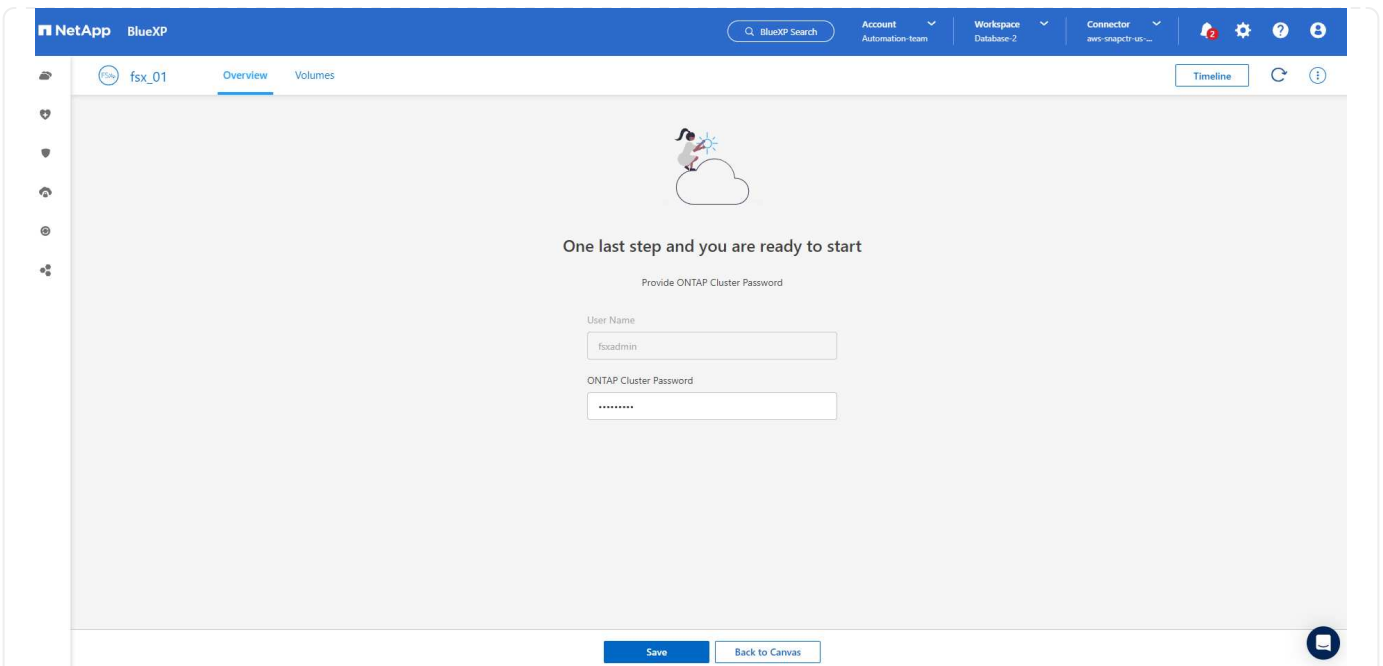 NetApp BlueXP
BlueXP Search
Account
Automation-team
Workspace
Database-2
Connector
aws-snapctr-us-...
2
FSx
fsx_01
Overview
Volumes
Timeline
One last step and you are ready to start
Provide ONTAP Cluster Password
User Name
fsxadmin
ONTAP Cluster Password
•••••••••
Save
Back to Canvas